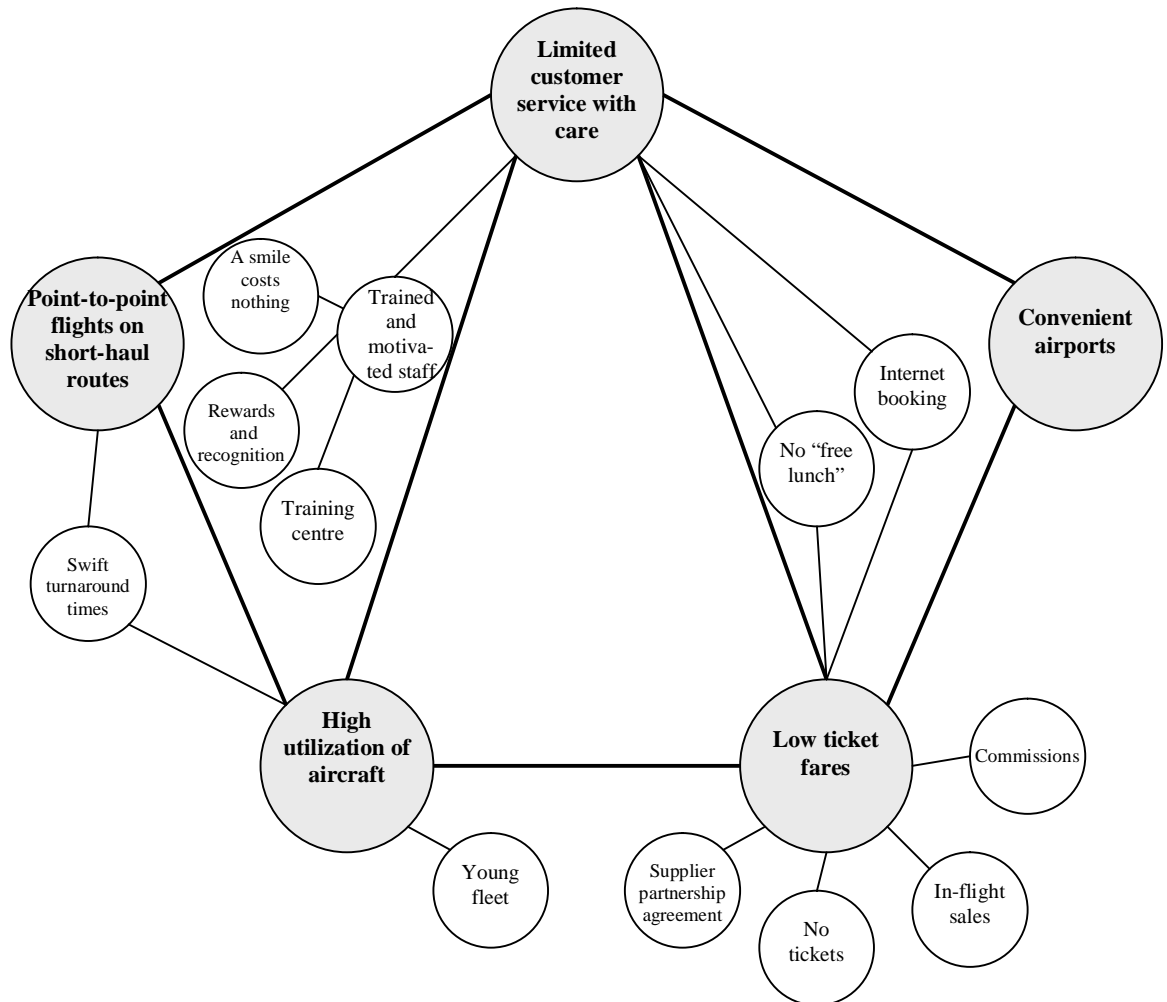 Limited
customer
service with
care
A smile
costs
nothing
Point-to-point
flights on
short-haul
routes
Trained
and
motiva-
ted staff
Convenient
airports
Internet
booking
Rewards
and
recognition
No “free
lunch”
Training
centre
Swift
turnaround
times
High
utilization of
aircraft
Low ticket
fares
Commissions
Young
fleet
Supplier
partnership
agreement
In-flight
sales
No
tickets